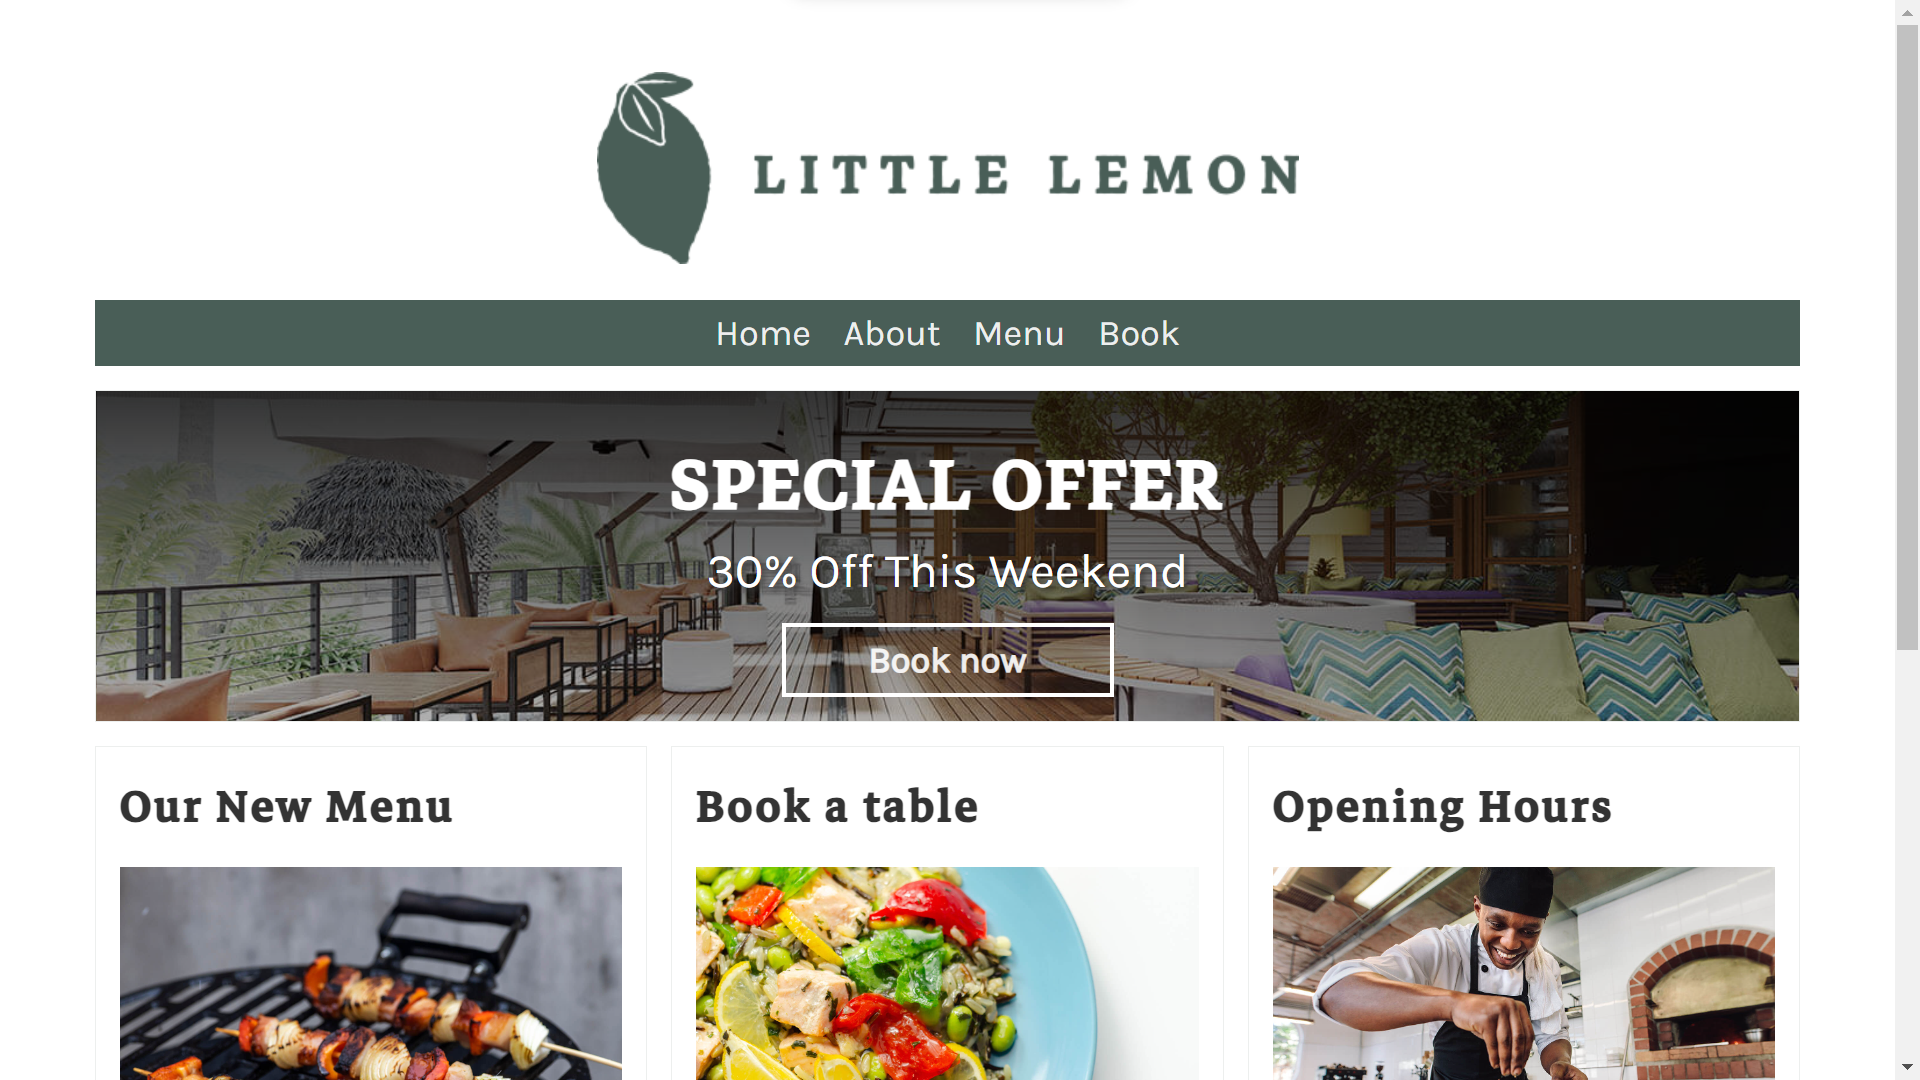 LITTLE LEMON
Home About Menu Book
SPECIAL OFFER
30% Off This Weekend
Book now
Our New Menu
Book a table
Opening Hours